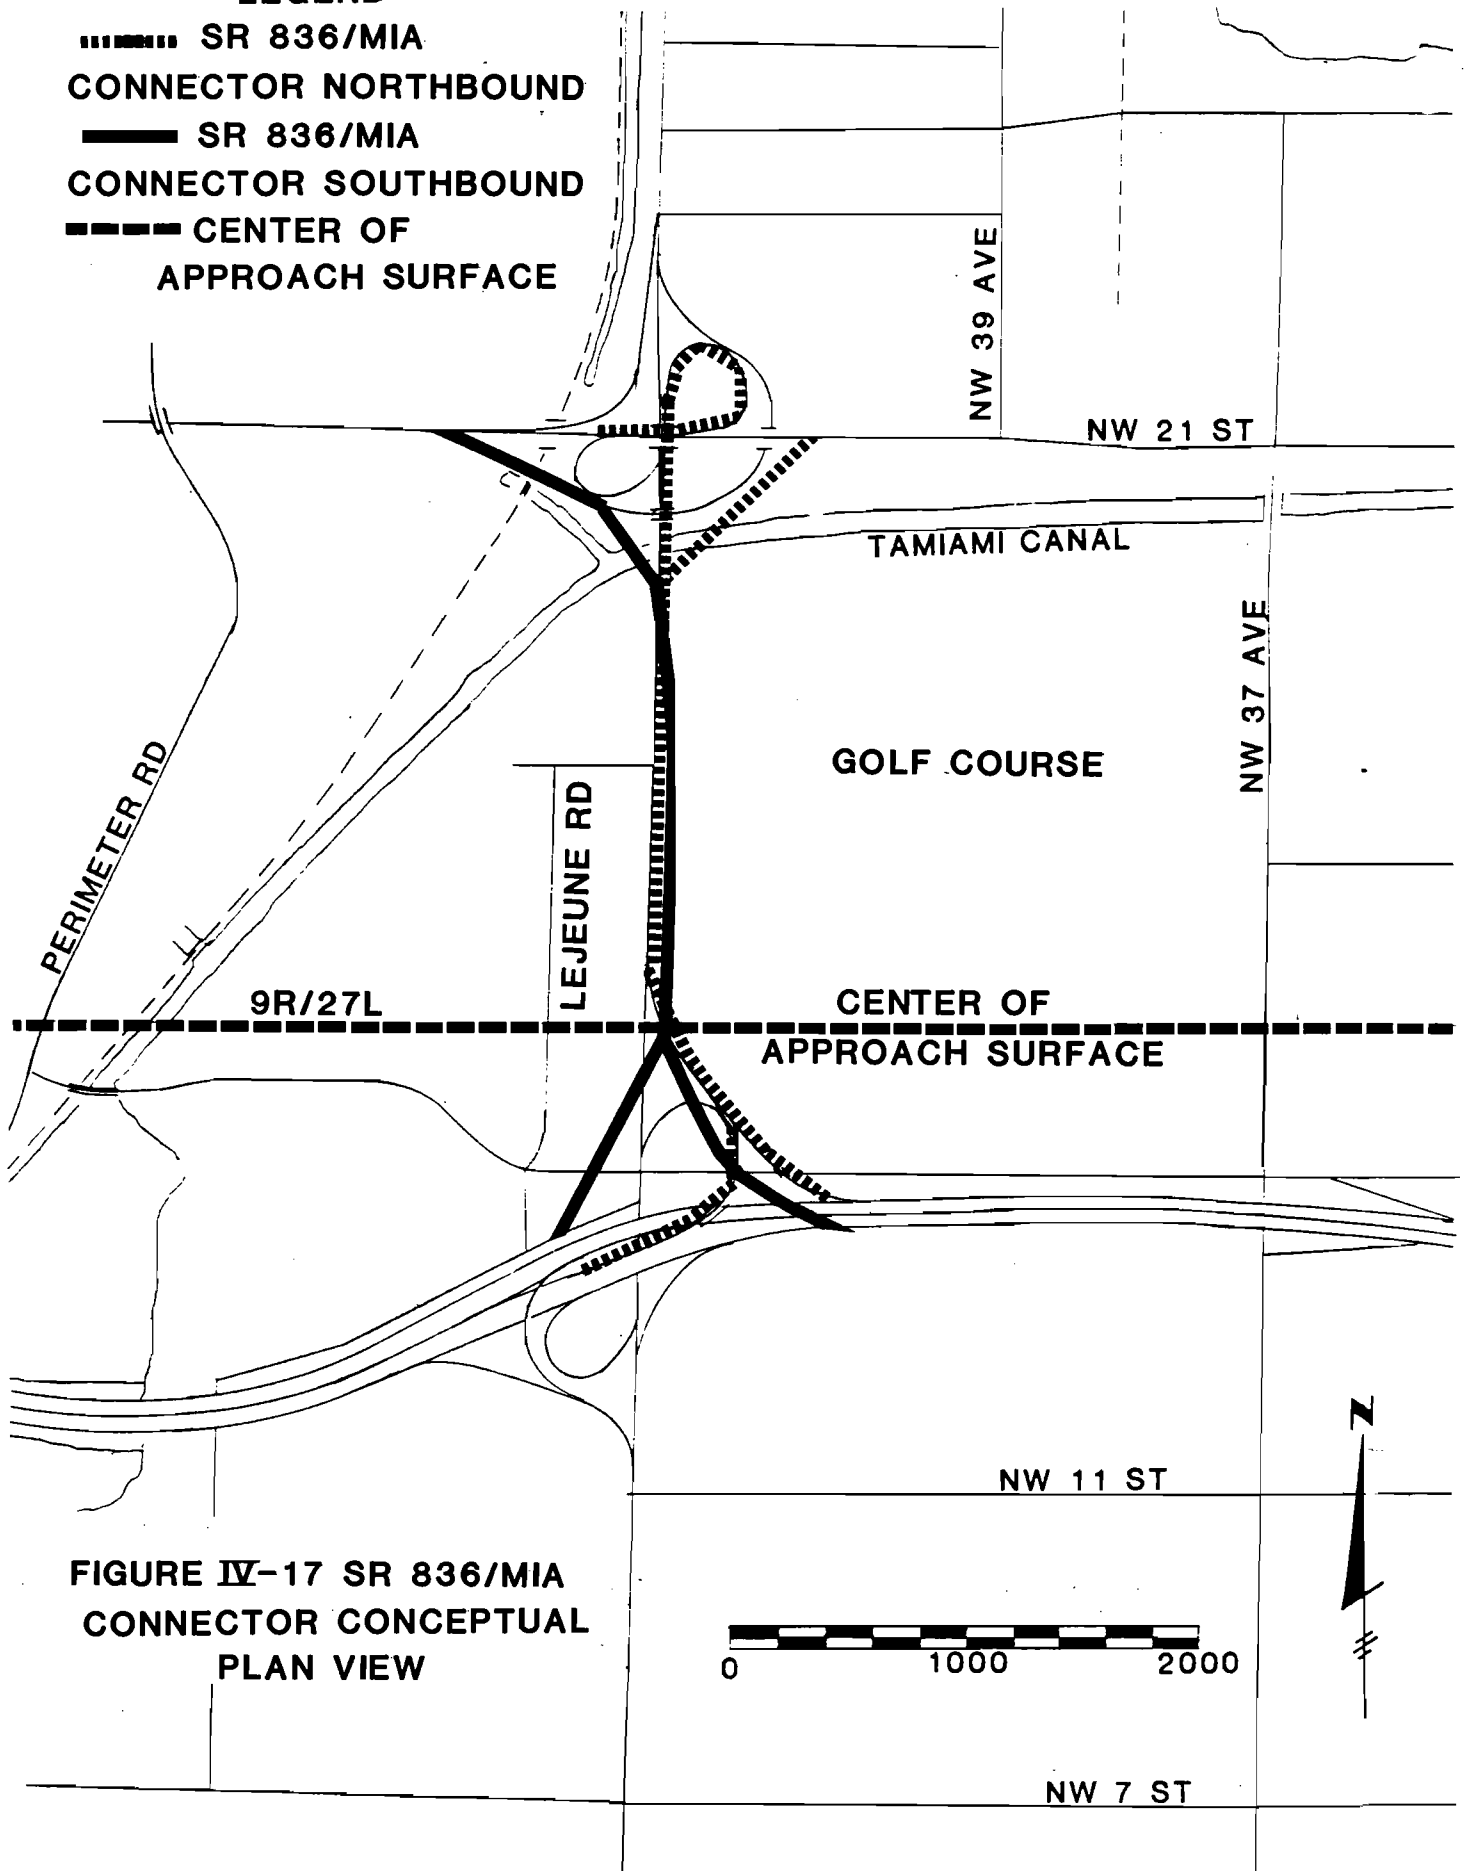 LEGEND
SR 836/MIA
CONNECTOR NORTHBOUND
SR 836/MIA
CONNECTOR SOUTHBOUND
CENTER OF
APPROACH SURFACE
NW 39 AVE
NW 21 ST
TAMIAMI CANAL
NW 37 AVE
GOLF COURSE
PERIMETER RD
LEJEUNE RD
9R/27L
CENTER OF
APPROACH SURFACE
N
NW 11 ST
FIGURE IV-17 SR 836/MIA
CONNECTOR CONCEPTUAL
PLAN VIEW
0 1000 2000
NW 7 ST